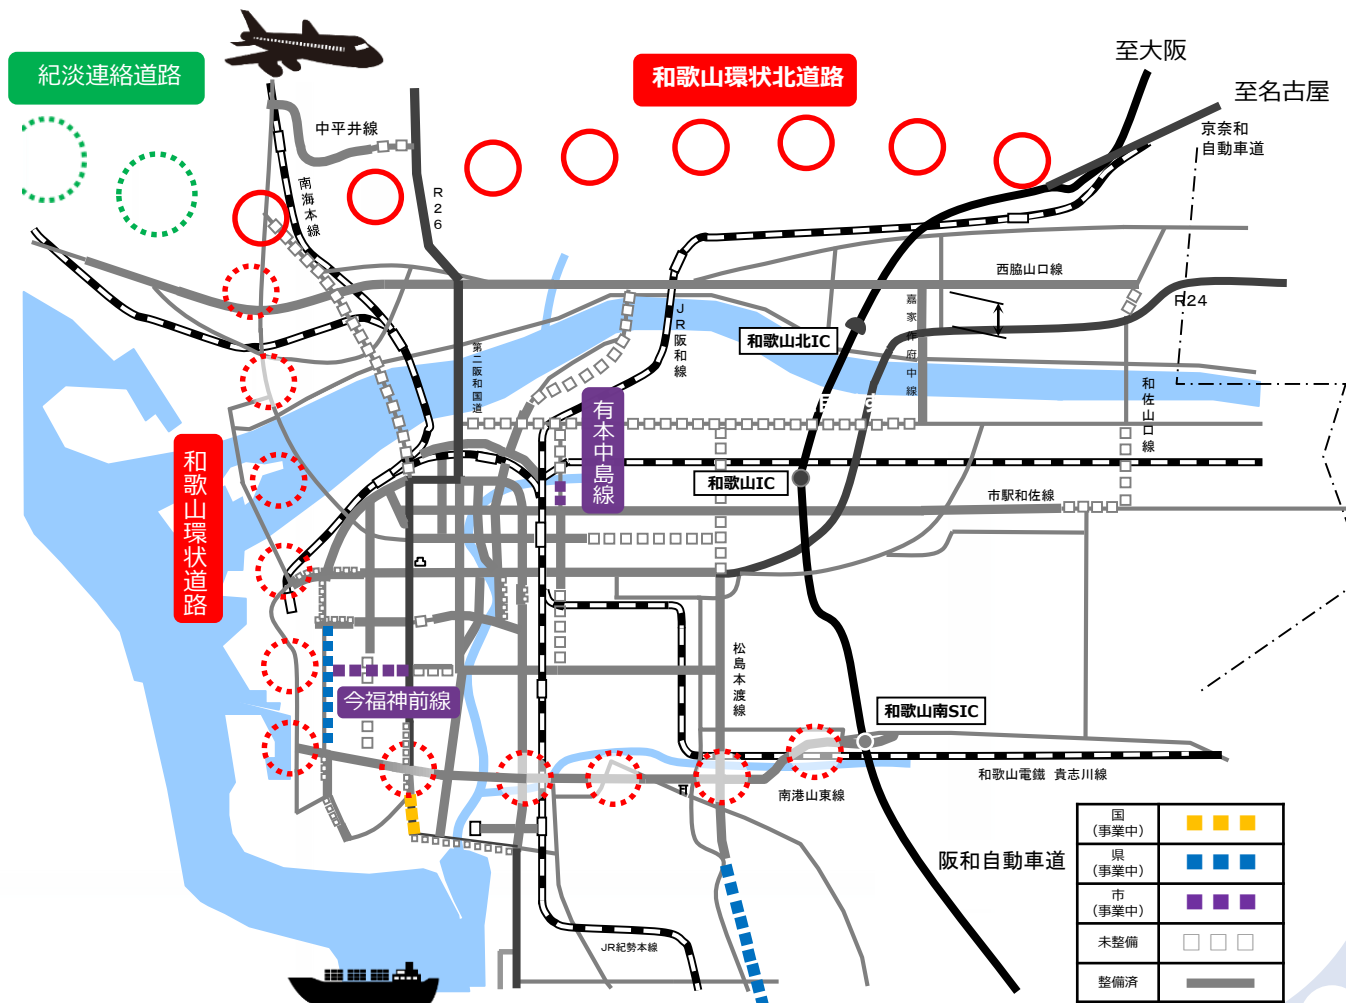 至大阪
紀淡連絡道路
和歌山環状北道路
至名古屋
京奈和
自動車道
中平井線
南海本線
R26
西脇山口線
R24
嘉家作府中線
JR阪和線
和歌山北IC
第二阪和国道
和佐山口線
有本中島線
和歌山環状道路
和歌山IC
市駅和佐線
松島本渡線
今福神前線
和歌山南SIC
和歌山電鐵 貴志川線
南港山東線
阪和自動車道
JR紀勢本線
国
(事業中)
県
(事業中)
市
(事業中)
未整備
整備済